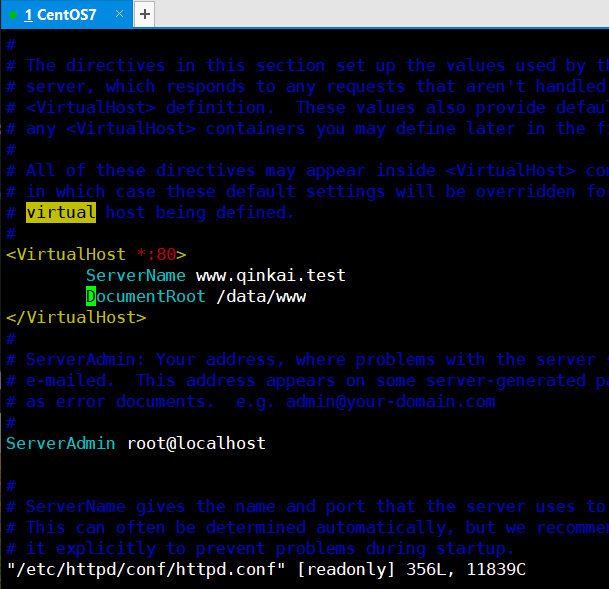 1 CentOS7 × +
#
# The directives in this section set up the values used by th
# server, which responds to any requests that aren't handled
# <VirtualHost> definition.  These values also provide defau
# any <VirtualHost> containers you may define later in the f
#
# All of these directives may appear inside <VirtualHost> co
# in which case these default settings will be overridden fo
# virtual host being defined.
#
<VirtualHost *:80>
        ServerName www.qinkai.test
        DocumentRoot /data/www
</VirtualHost>
#
# ServerAdmin: Your address, where problems with the server
# e-mailed.  This address appears on some server-generated pa
# as error documents.  e.g. admin@your-domain.com
#
ServerAdmin root@localhost
#
# ServerName gives the name and port that the server uses to
# This can often be determined automatically, but we recomme
# it explicitly to prevent problems during startup.
"/etc/httpd/conf/httpd.conf" [readonly] 356L, 11839C